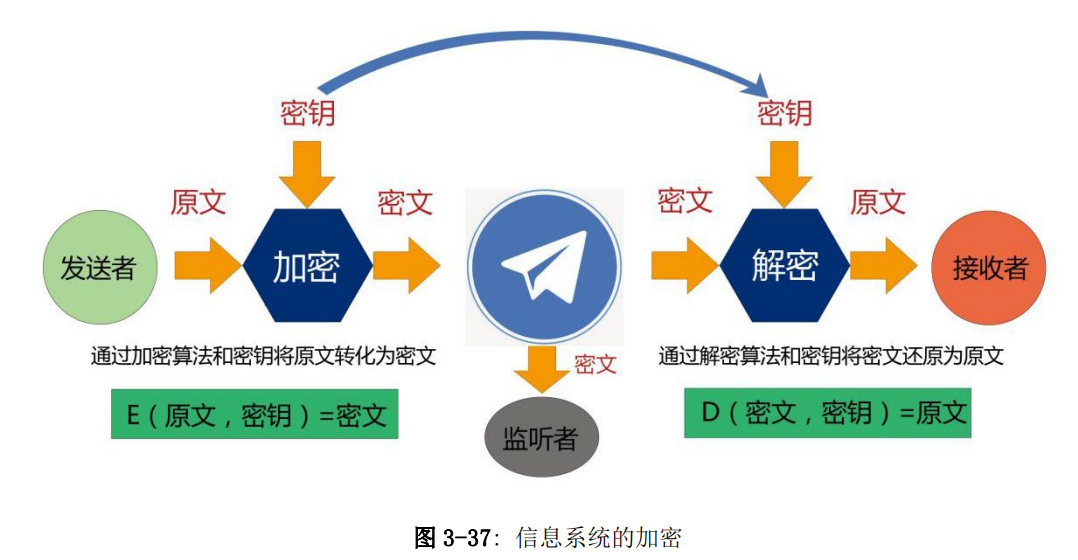 密钥
密钥
原文
密文
密文
原文
发送者
加密
解密
接收者
通过加密算法和密钥将原文转化为密文
密文
通过解密算法和密钥将密文还原为原文
E（原文，密钥）=密文
D（密文，密钥）=原文
监听者
图 3-37：信息系统的加密